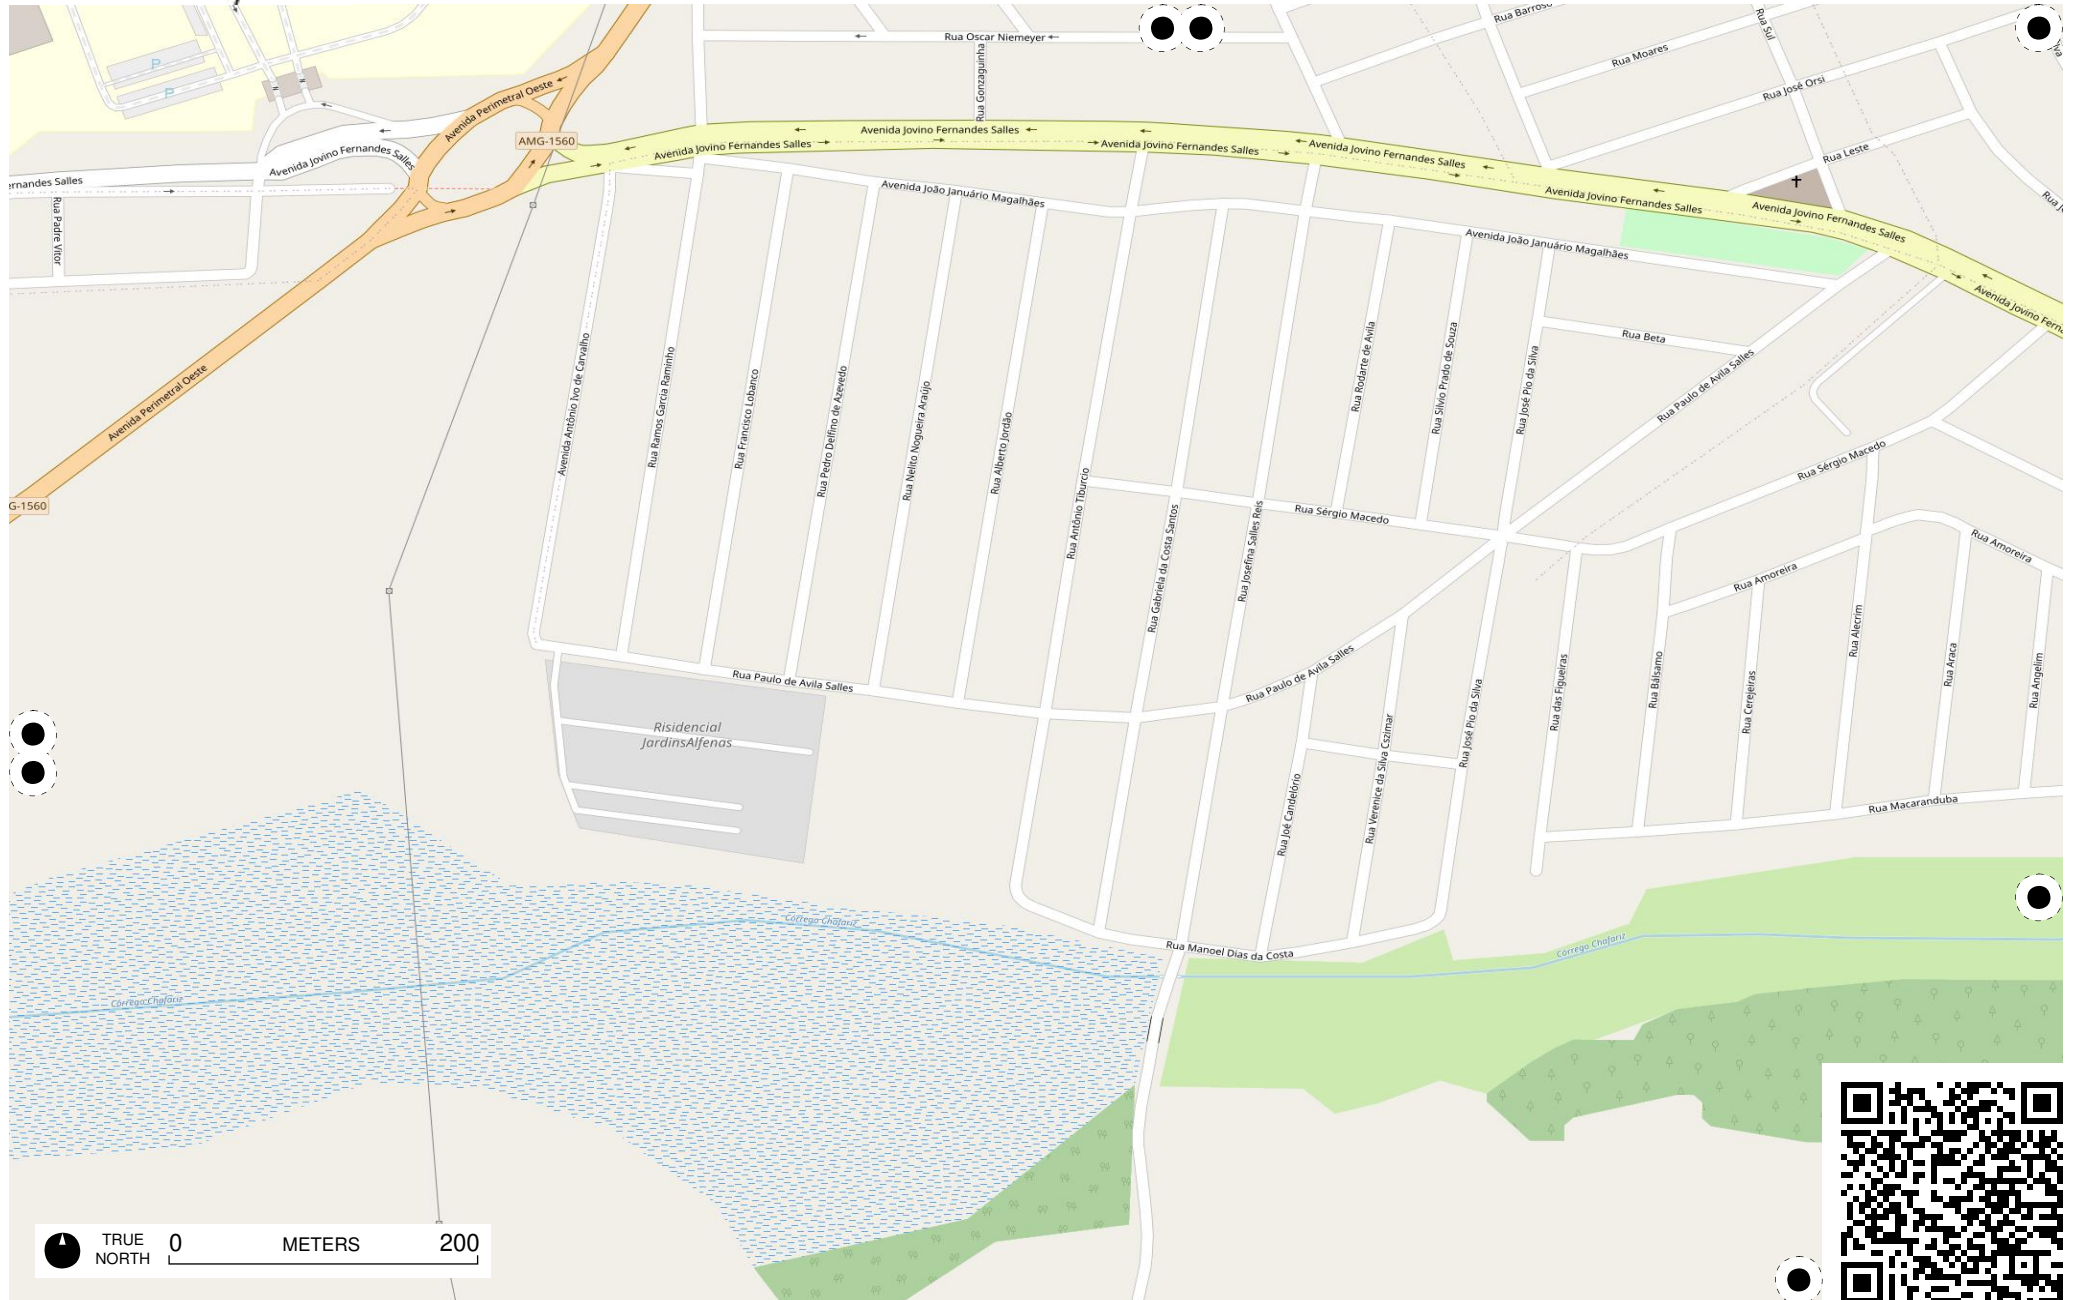 Rua Barroso
Rua Sul
Rua Oscar Niemeyer
Rua Gonzaguinha
Rua Moares
Rua José Orsi
P
P
Avenida Perimetral Oeste
AMG-1560
Avenida Jovino Fernandes Salles
Avenida Jovino Fernandes Salles
Avenida Jovino Fernandes Salles
Avenida Jovino Fernandes Salles
Avenida Jovino Fernandes Salles
Rua Leste
ernandes Salles
Rua Padre Vitor
Avenida João Januário Magalhães
Avenida Jovino Fernandes Salles
Avenida Jovino Fernandes Salles
Rua J
Avenida João Januário Magalhães
Avenida Jovino Ferna
Rua Beta
Avenida Perimetral Oeste
G-1560
Avenida Antônio Ivo de Carvalho
Rua Ramos Garcia Raminho
Rua Francisco Lobanco
Rua Pedro Delfino de Azevedo
Rua Nelito Nogueira Araújo
Rua Alberto Jordão
Rua Antônio Tiburcio
Rua Gabriela da Costa Santos
Rua Josefina Salles Reis
Rua Rodarte de Avila
Rua Silvio Prado de Souza
Rua José Pio da Silva
Rua Paulo de Avila Salles
Rua Sérgio Macedo
Rua Sérgio Macedo
Rua Amoreira
Rua Amoreira
Rua Paulo de Avila Salles
Rua Paulo de Avila Salles
Rua José Pio da Silva
Rua das Figueiras
Rua Bálsamo
Rua Cerejeiras
Rua Alecrim
Rua Araca
Rua Angelim
Risidencial
JardinsAlfenas
Rua Joé Candelório
Rua Verenice da Silva Cszimar
Rua Macaranduba
Córrego Chafariz
Rua Manoel Dias da Costa
Córrego Chafariz
Córrego Chafariz
TRUE
NORTH
0 METERS 200